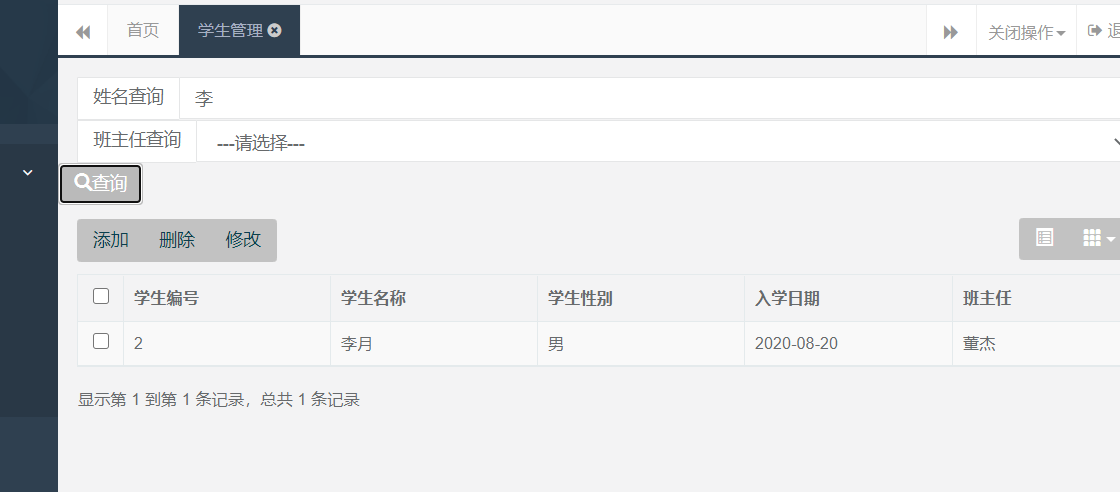 首页 学生管理 关闭操作 退
姓名查询 李
班主任查询 ---请选择---
查询
添加 删除 修改
学生编号 学生名称 学生性别 入学日期 班主任
2 李月 男 2020-08-20 董杰
显示第 1 到第 1 条记录，总共 1 条记录